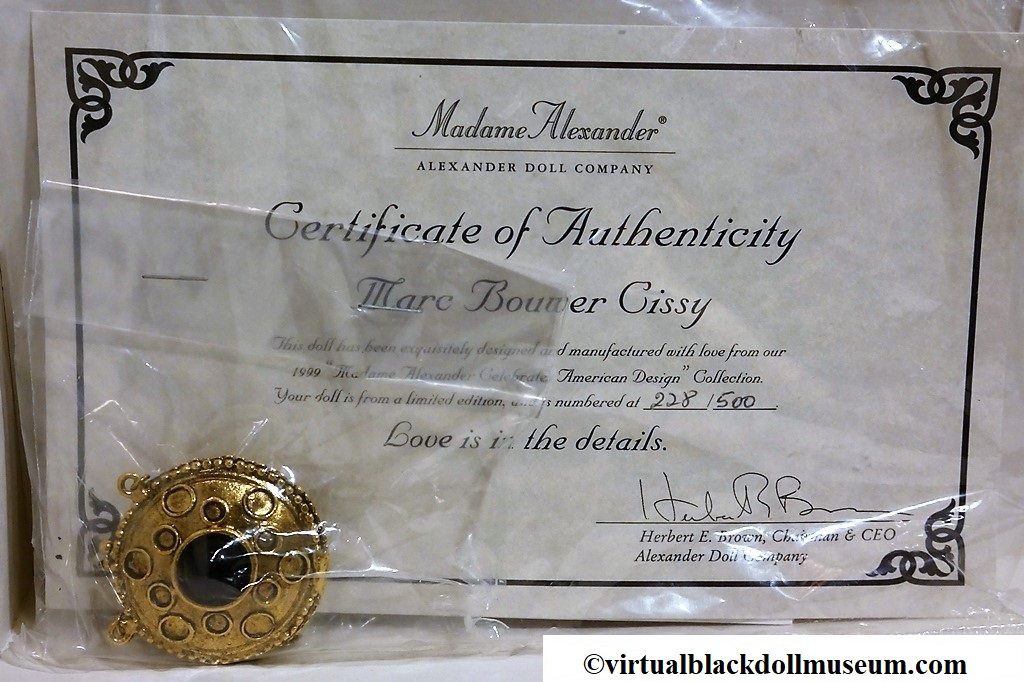 Madame Alexander®
ALEXANDER DOLL COMPANY
Certificate of Authenticity
Marc Bouwer Cissy
This doll has been exquisitely designed and manufactured with love from our
1999 "Madame Alexander Celebrates American Design" Collection.
Your doll is from a limited edition, and is numbered at 228/500.
Love is in the details.
Herbert E. Brown, Chairman & CEO
Alexander Doll Company
©virtualblackdollmuseum.com